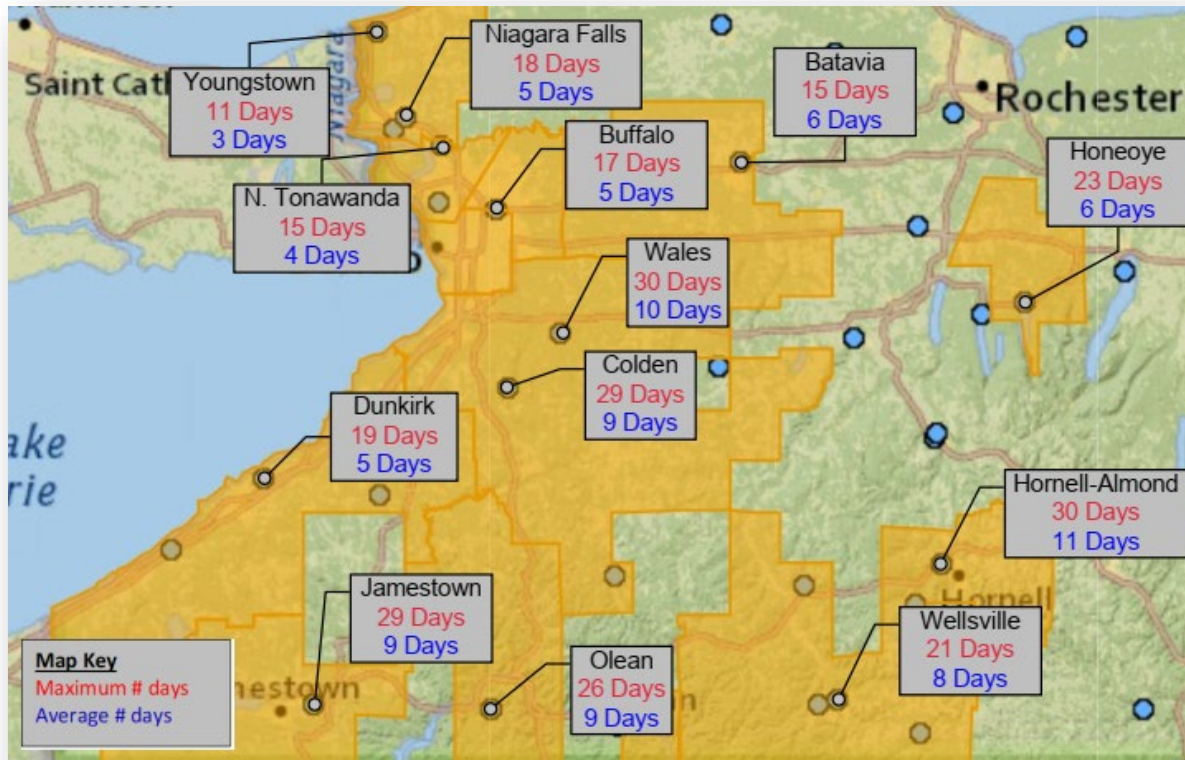 Saint Cath
Niagara
Youngstown
11 Days
3 Days
Niagara Falls
18 Days
5 Days
Batavia
15 Days
6 Days
Rochester
N. Tonawanda
15 Days
4 Days
Buffalo
17 Days
5 Days
Honeoye
23 Days
6 Days
Wales
30 Days
10 Days
Colden
29 Days
9 Days
Dunkirk
19 Days
5 Days
ake
rie
Hornell-Almond
30 Days
11 Days
Hornell
Jamestown
29 Days
9 Days
Olean
26 Days
9 Days
Wellsville
21 Days
8 Days
nestown
Map Key
Maximum # days
Average # days